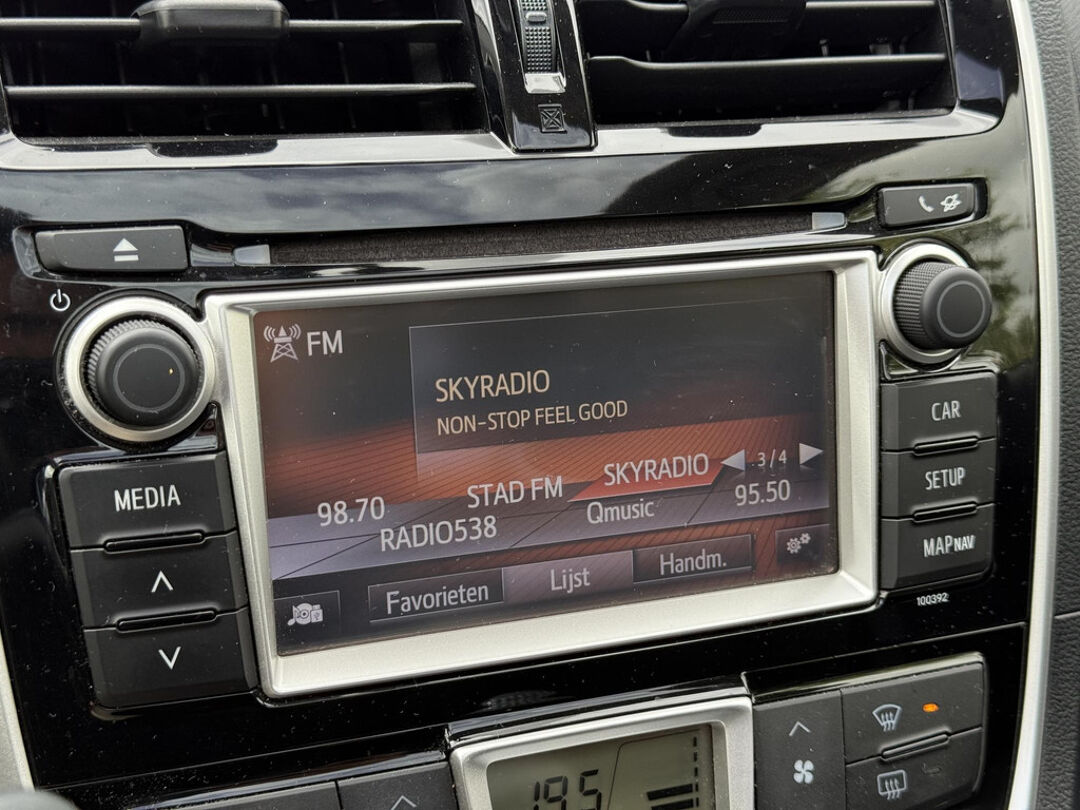 FM
SKYRADIO
NON-STOP FEEL GOOD
98.70 STAD FM SKYRADIO 3/4
RADIO538 Qmusic 95.50
Favorieten Lijst Handm.
MEDIA
CAR
SETUP
MAP NAV
100392
19.5